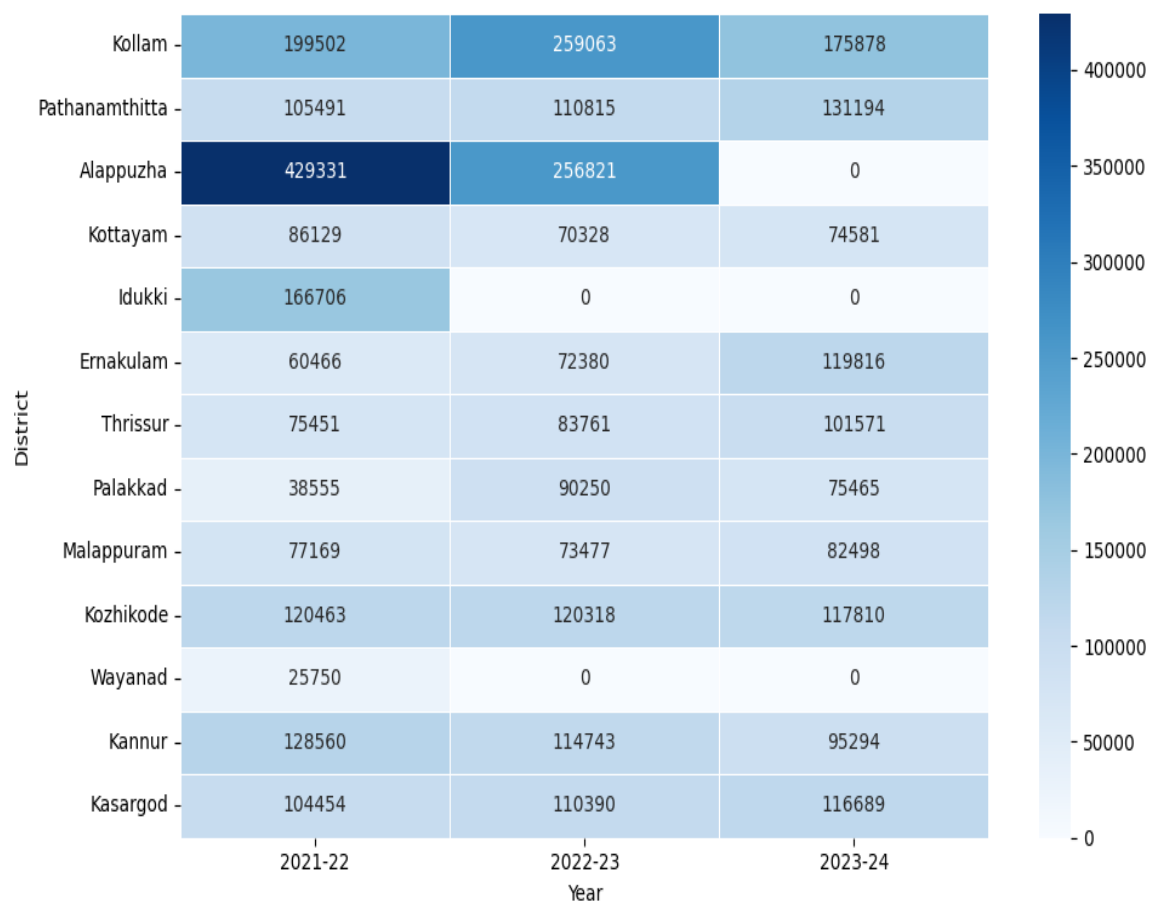 Kollam 199502 259063 175878
400000
Pathanamthitta 105491 110815 131194
350000
Alappuzha 429331 256821 0
Kottayam 86129 70328 74581
300000
Idukki 166706 0 0
Ernakulam 60466 72380 119816
250000
District
Thrissur 75451 83761 101571
200000
Palakkad 38555 90250 75465
Malappuram 77169 73477 82498
150000
Kozhikode 120463 120318 117810
100000
Wayanad 25750 0 0
Kannur 128560 114743 95294
50000
Kasargod 104454 110390 116689
0
2021-22 2022-23 2023-24
Year